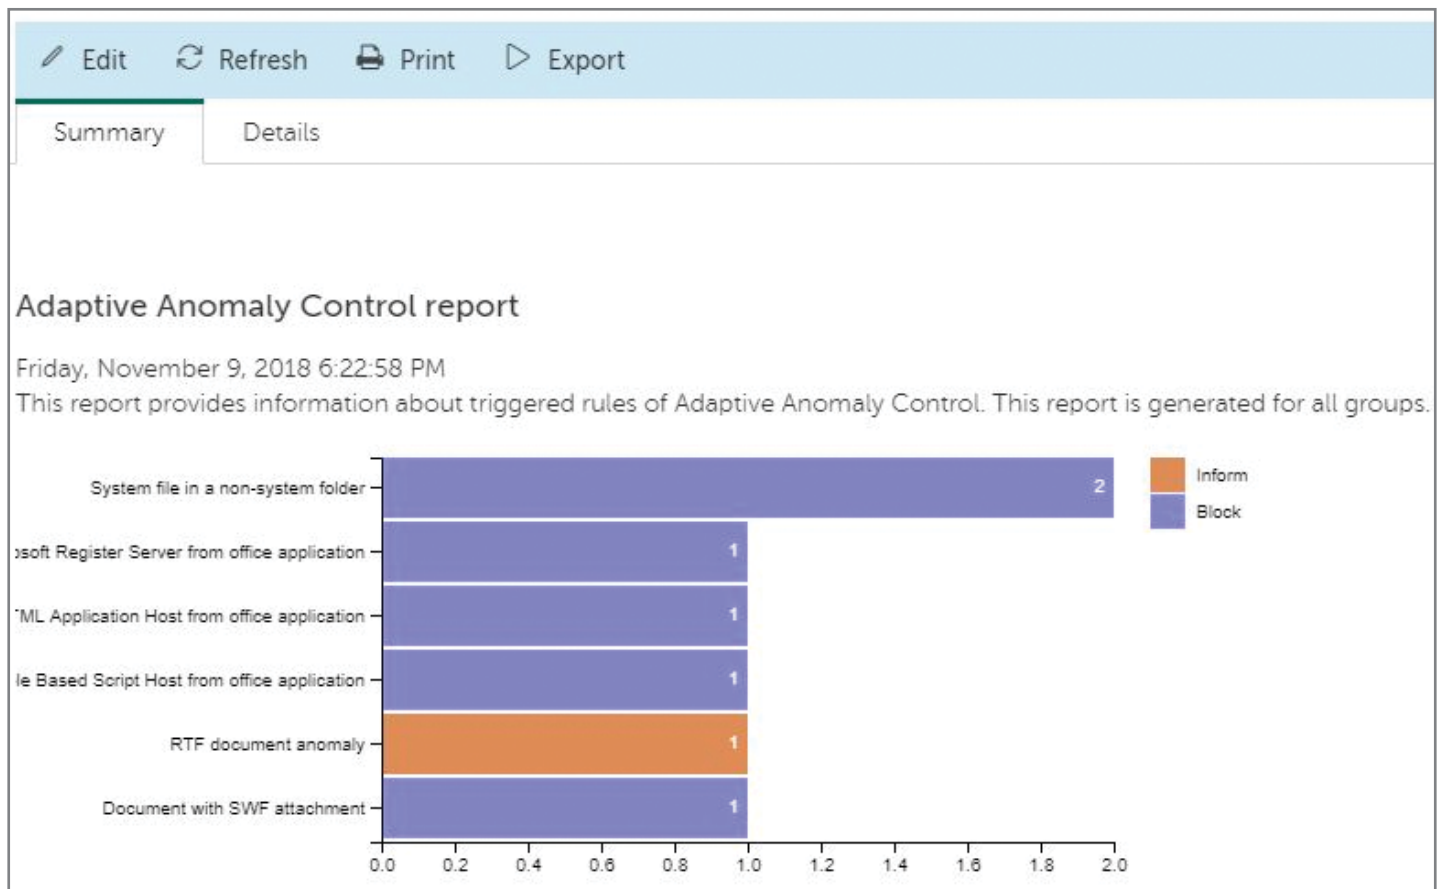 Edit Refresh Print Export
Summary Details
Adaptive Anomaly Control report
Friday, November 9, 2018 6:22:58 PM
This report provides information about triggered rules of Adaptive Anomaly Control. This report is generated for all groups.
System file in a non-system folder 2 Inform
Block
Register Server from office application 1
Application Host from office application 1
Based Script Host from office application 1
RTF document anomaly 1
Document with SWF attachment 1
0.0 0.2 0.4 0.6 0.8 1.0 1.2 1.4 1.6 1.8 2.0